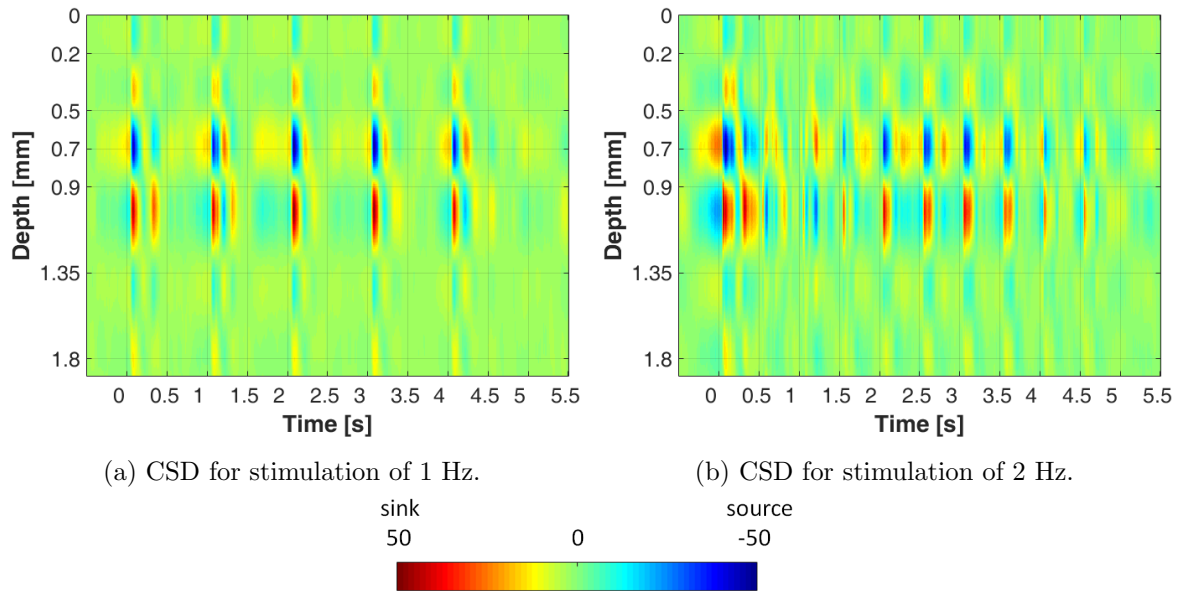 0
0.2
0.5
0.7
0.9
1.35
1.8
Depth [mm]
0 0.5 1 1.5 2 2.5 3 3.5 4 4.5 5 5.5
Time [s]
(a) CSD for stimulation of 1 Hz.
0
0.2
0.5
0.7
0.9
1.35
1.8
Depth [mm]
0 0.5 1 1.5 2 2.5 3 3.5 4 4.5 5 5.5
Time [s]
(b) CSD for stimulation of 2 Hz.
sink source
50 0 -50